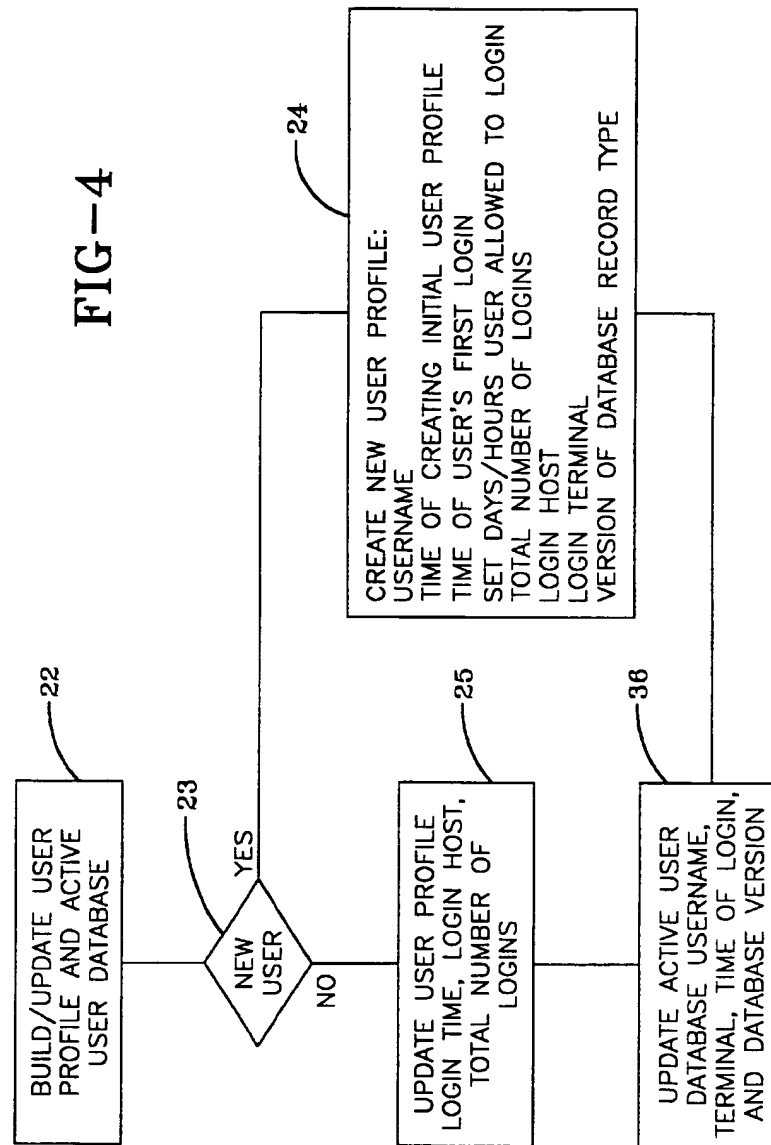 FIG-4
22
BUILD/UPDATE USER
PROFILE AND ACTIVE
USER DATABASE
23
NEW
USER
YES
NO
24
CREATE NEW USER PROFILE:
USERNAME
TIME OF CREATING INITIAL USER PROFILE
TIME OF USER'S FIRST LOGIN
SET DAYS/HOURS USER ALLOWED TO LOGIN
TOTAL NUMBER OF LOGINS
LOGIN HOST
LOGIN TERMINAL
VERSION OF DATABASE RECORD TYPE
25
UPDATE USER PROFILE
LOGIN TIME, LOGIN HOST,
TOTAL NUMBER OF
LOGINS
36
UPDATE ACTIVE USER
DATABASE USERNAME,
TERMINAL, TIME OF LOGIN,
AND DATABASE VERSION